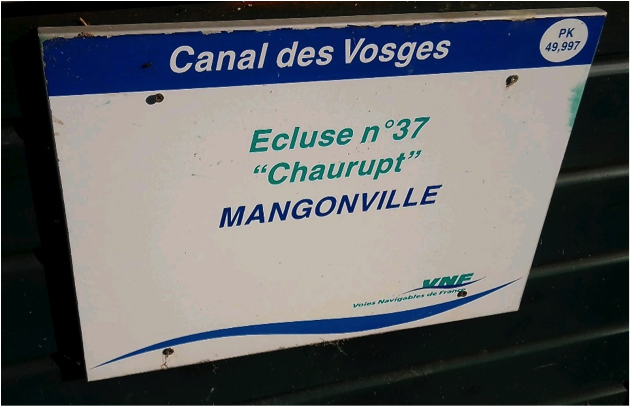 Canal des Vosges
PK
49,997
Ecluse n°37
“Chaurupt”
MANGONVILLE
VNF
Voies Navigables de France